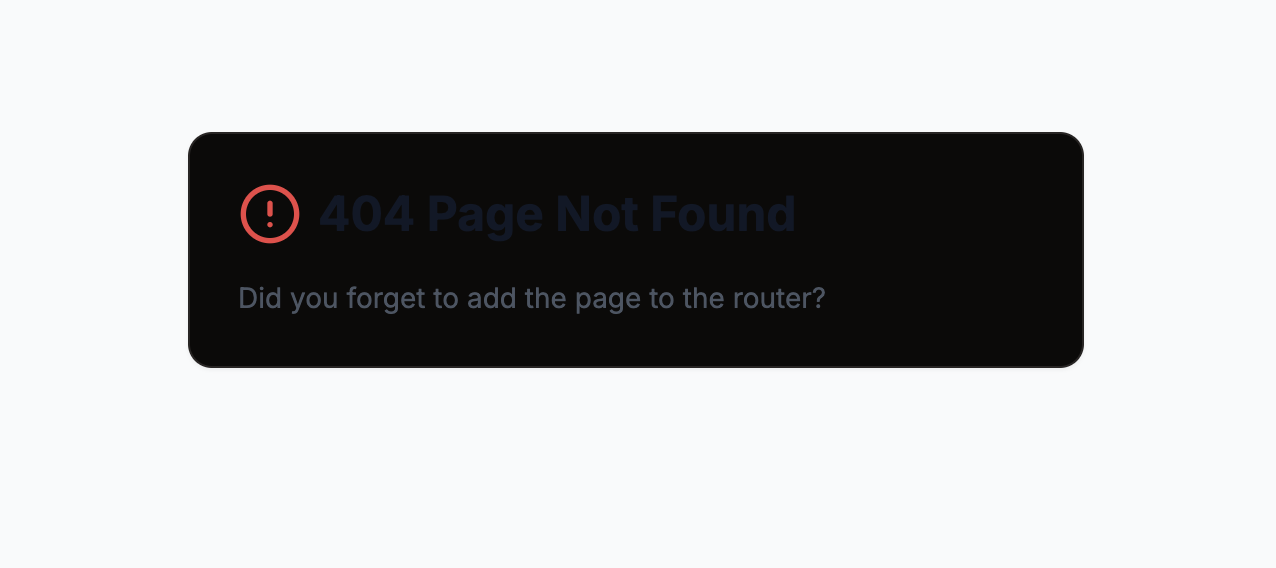 404 Page Not Found
Did you forget to add the page to the router?